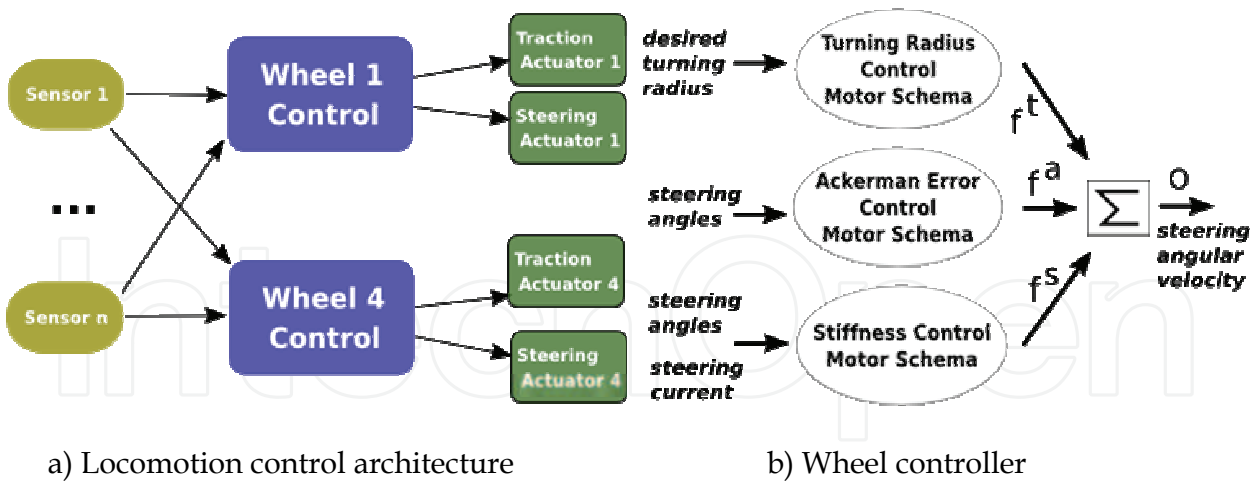 Sensor 1
...
Sensor n
Wheel 1
Control
Wheel 4
Control
Traction
Actuator 1
Steering
Actuator 1
Traction
Actuator 4
Steering
Actuator 4
desired
turning
radius
steering
angles
steering
angles
steering
current
Turning Radius
Control
Motor Schema
Ackerman Error
Control
Motor Schema
Stiffness Control
Motor Schema
f^t
f^a
f^s
Σ
O
steering
angular
velocity
IntechOpen
a) Locomotion control architecture
b) Wheel controller